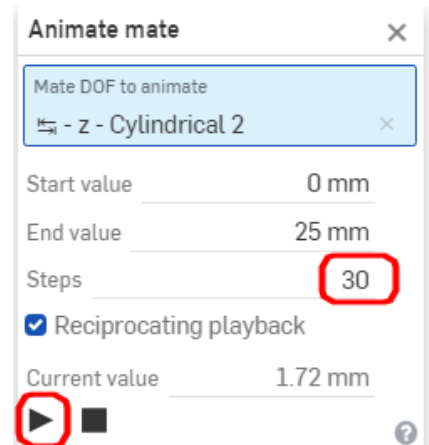 Animate mate
Mate DOF to animate
- z - Cylindrical 2
Start value 0 mm
End value 25 mm
Steps 30
Reciprocating playback
Current value 1.72 mm
?